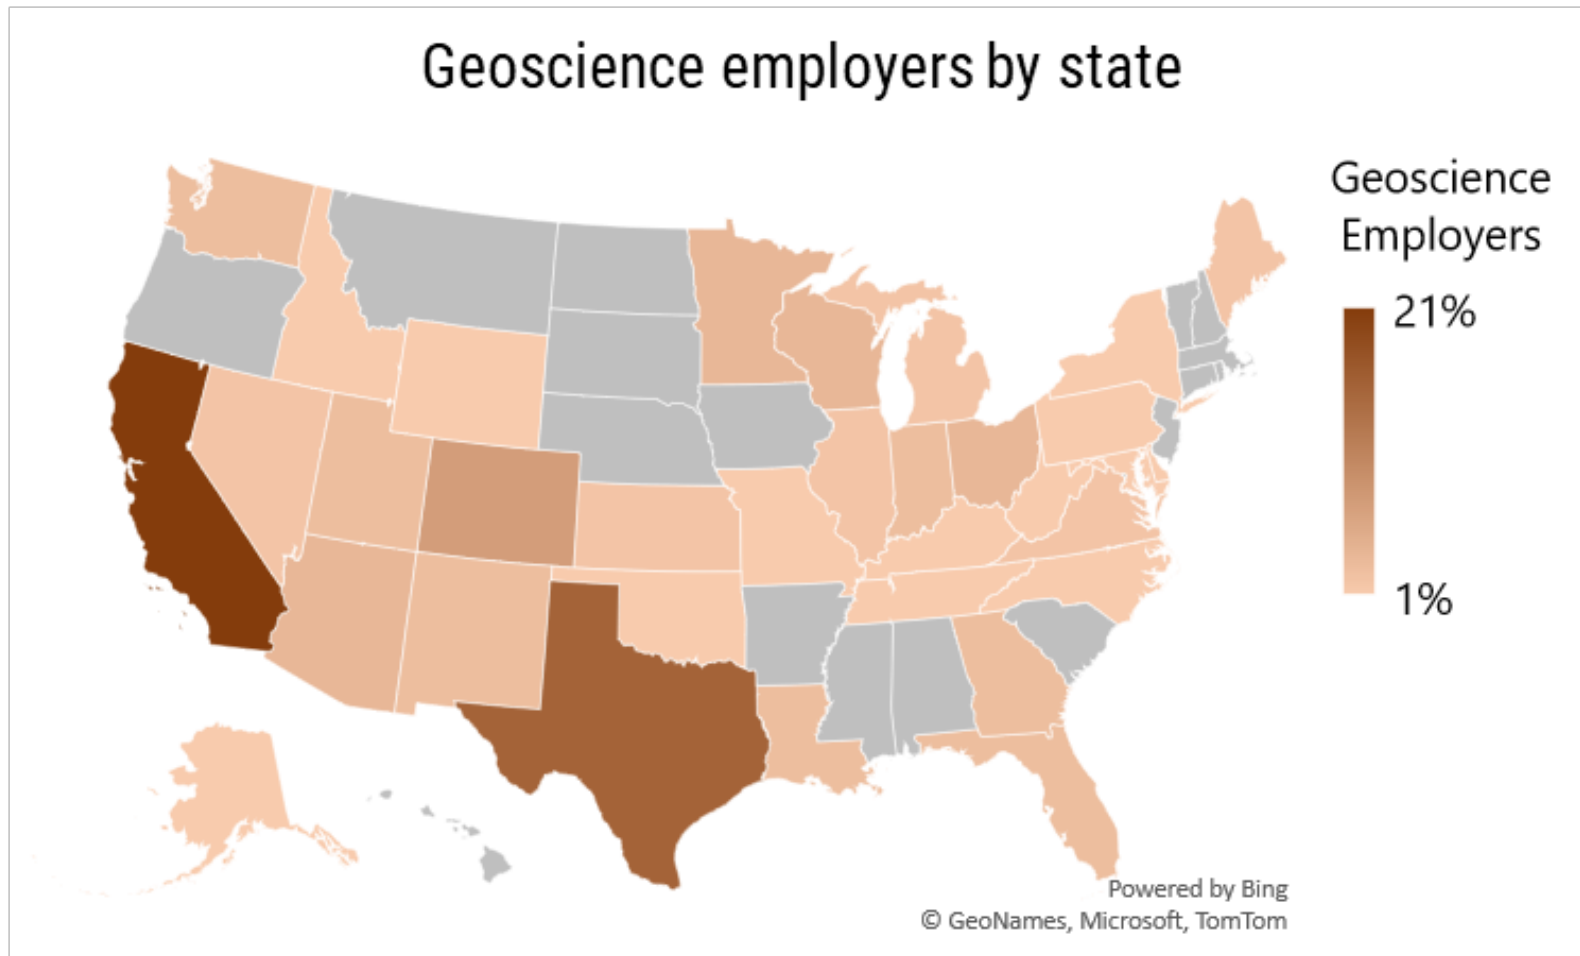 Geoscience employers by state
Geoscience
Employers
21%
1%
Powered by Bing
© GeoNames, Microsoft, TomTom